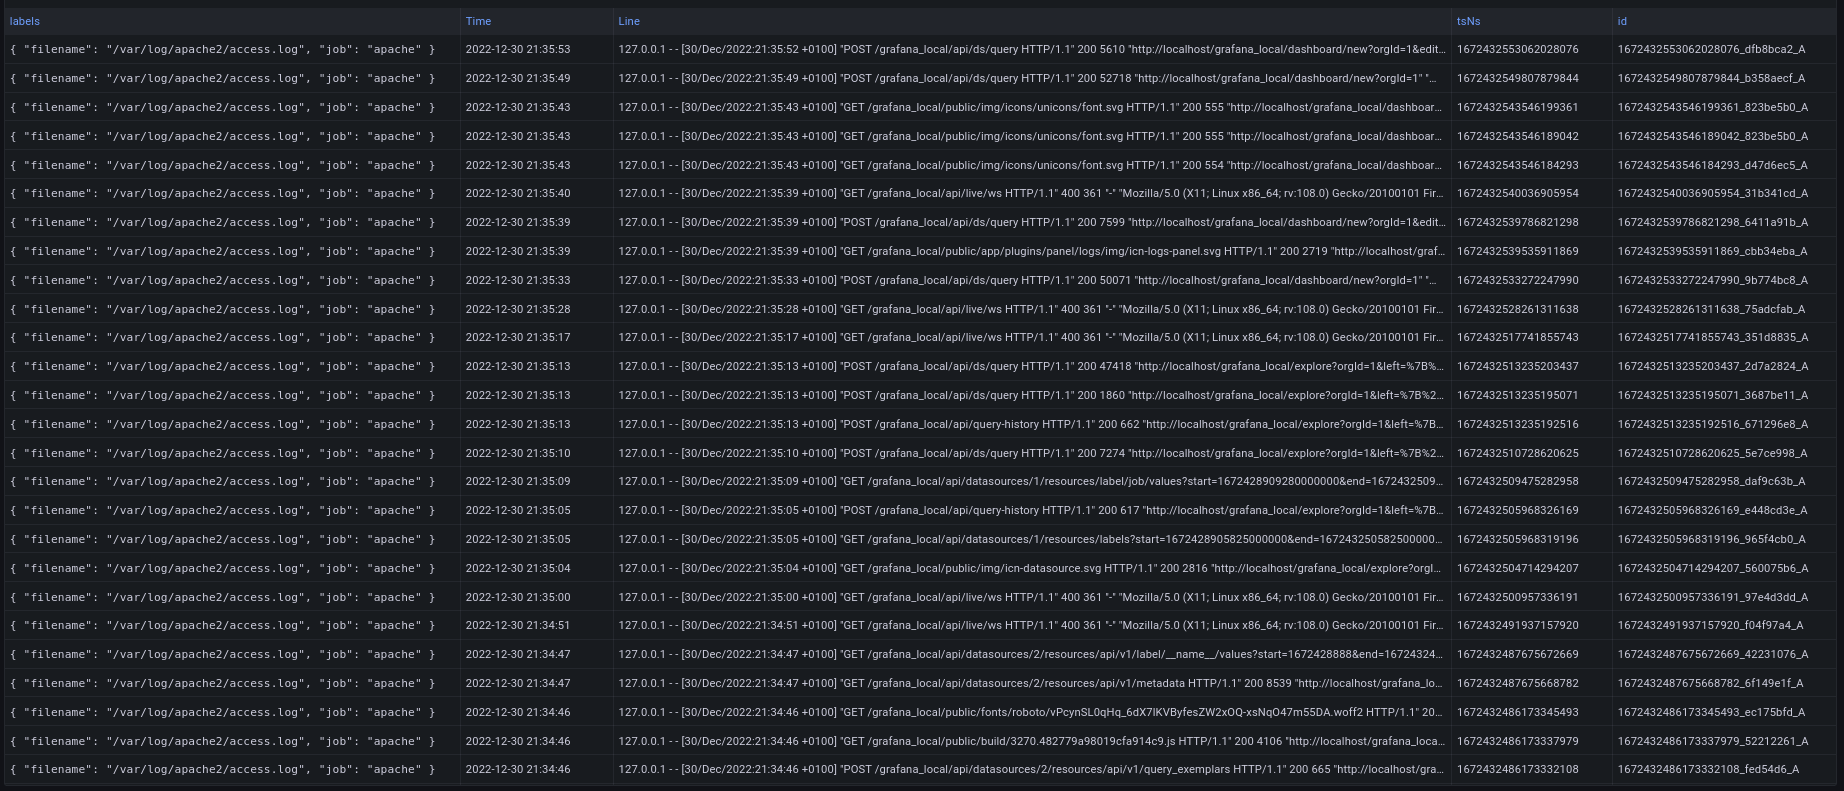 labels Time Line tsNs id
{ "filename": "/var/log/apache2/access.log", "job": "apache" } 2022-12-30 21:35:53 127.0.0.1 - - [30/Dec/2022:21:35:52 +0100] "POST /grafana_local/api/ds/query HTTP/1.1" 200 5610 "http://localhost/grafana_local/dashboard/new?orgId=1&edit... 1672432553062028076 1672432553062028076_dfb8bca2_A
{ "filename": "/var/log/apache2/access.log", "job": "apache" } 2022-12-30 21:35:49 127.0.0.1 - - [30/Dec/2022:21:35:49 +0100] "POST /grafana_local/api/ds/query HTTP/1.1" 200 52718 "http://localhost/grafana_local/dashboard/new?orgId=1" "... 1672432549807879844 1672432549807879844_b358aecf_A
{ "filename": "/var/log/apache2/access.log", "job": "apache" } 2022-12-30 21:35:43 127.0.0.1 - - [30/Dec/2022:21:35:43 +0100] "GET /grafana_local/public/img/icons/unicons/font.svg HTTP/1.1" 200 555 "http://localhost/grafana_local/dashboar... 1672432543546199361 1672432543546199361_823be5b0_A
{ "filename": "/var/log/apache2/access.log", "job": "apache" } 2022-12-30 21:35:43 127.0.0.1 - - [30/Dec/2022:21:35:43 +0100] "GET /grafana_local/public/img/icons/unicons/font.svg HTTP/1.1" 200 555 "http://localhost/grafana_local/dashboar... 1672432543546189042 1672432543546189042_823be5b0_A
{ "filename": "/var/log/apache2/access.log", "job": "apache" } 2022-12-30 21:35:43 127.0.0.1 - - [30/Dec/2022:21:35:43 +0100] "GET /grafana_local/public/img/icons/unicons/font.svg HTTP/1.1" 200 554 "http://localhost/grafana_local/dashboar... 1672432543546184293 1672432543546184293_d47d6ec5_A
{ "filename": "/var/log/apache2/access.log", "job": "apache" } 2022-12-30 21:35:40 127.0.0.1 - - [30/Dec/2022:21:35:39 +0100] "GET /grafana_local/api/live/ws HTTP/1.1" 400 361 "-" "Mozilla/5.0 (X11; Linux x86_64; rv:108.0) Gecko/20100101 Fir... 1672432540036905954 1672432540036905954_31b341cd_A
{ "filename": "/var/log/apache2/access.log", "job": "apache" } 2022-12-30 21:35:39 127.0.0.1 - - [30/Dec/2022:21:35:39 +0100] "POST /grafana_local/api/ds/query HTTP/1.1" 200 7599 "http://localhost/grafana_local/dashboard/new?orgId=1&edit... 1672432539786821298 1672432539786821298_6411a91b_A
{ "filename": "/var/log/apache2/access.log", "job": "apache" } 2022-12-30 21:35:39 127.0.0.1 - - [30/Dec/2022:21:35:39 +0100] "GET /grafana_local/public/app/plugins/panel/logs/img/icn-logs-panel.svg HTTP/1.1" 200 2719 "http://localhost/graf... 1672432539535911869 1672432539535911869_cbb34eba_A
{ "filename": "/var/log/apache2/access.log", "job": "apache" } 2022-12-30 21:35:33 127.0.0.1 - - [30/Dec/2022:21:35:33 +0100] "POST /grafana_local/api/ds/query HTTP/1.1" 200 50071 "http://localhost/grafana_local/dashboard/new?orgId=1" "... 1672432533272247990 1672432533272247990_9b774bc8_A
{ "filename": "/var/log/apache2/access.log", "job": "apache" } 2022-12-30 21:35:28 127.0.0.1 - - [30/Dec/2022:21:35:28 +0100] "GET /grafana_local/api/live/ws HTTP/1.1" 400 361 "-" "Mozilla/5.0 (X11; Linux x86_64; rv:108.0) Gecko/20100101 Fir... 1672432528261311638 1672432528261311638_75adcfab_A
{ "filename": "/var/log/apache2/access.log", "job": "apache" } 2022-12-30 21:35:17 127.0.0.1 - - [30/Dec/2022:21:35:17 +0100] "GET /grafana_local/api/live/ws HTTP/1.1" 400 361 "-" "Mozilla/5.0 (X11; Linux x86_64; rv:108.0) Gecko/20100101 Fir... 1672432517741855743 1672432517741855743_351d8835_A
{ "filename": "/var/log/apache2/access.log", "job": "apache" } 2022-12-30 21:35:13 127.0.0.1 - - [30/Dec/2022:21:35:13 +0100] "POST /grafana_local/api/ds/query HTTP/1.1" 200 47418 "http://localhost/grafana_local/explore?orgId=1&left=%7B%... 1672432513235203437 1672432513235203437_2d7a2824_A
{ "filename": "/var/log/apache2/access.log", "job": "apache" } 2022-12-30 21:35:13 127.0.0.1 - - [30/Dec/2022:21:35:13 +0100] "POST /grafana_local/api/ds/query HTTP/1.1" 200 1860 "http://localhost/grafana_local/explore?orgId=1&left=%7B%2... 1672432513235195071 1672432513235195071_3687be11_A
{ "filename": "/var/log/apache2/access.log", "job": "apache" } 2022-12-30 21:35:13 127.0.0.1 - - [30/Dec/2022:21:35:13 +0100] "POST /grafana_local/api/query-history HTTP/1.1" 200 662 "http://localhost/grafana_local/explore?orgId=1&left=%7B... 1672432513235192516 1672432513235192516_671296e8_A
{ "filename": "/var/log/apache2/access.log", "job": "apache" } 2022-12-30 21:35:10 127.0.0.1 - - [30/Dec/2022:21:35:10 +0100] "POST /grafana_local/api/ds/query HTTP/1.1" 200 7274 "http://localhost/grafana_local/explore?orgId=1&left=%7B%2... 1672432510728620625 1672432510728620625_5e7ce998_A
{ "filename": "/var/log/apache2/access.log", "job": "apache" } 2022-12-30 21:35:09 127.0.0.1 - - [30/Dec/2022:21:35:09 +0100] "GET /grafana_local/api/datasources/1/resources/label/job/values?start=1672428909280000000&end=1672432509... 1672432509475282958 1672432509475282958_daf9c63b_A
{ "filename": "/var/log/apache2/access.log", "job": "apache" } 2022-12-30 21:35:05 127.0.0.1 - - [30/Dec/2022:21:35:05 +0100] "POST /grafana_local/api/query-history HTTP/1.1" 200 617 "http://localhost/grafana_local/explore?orgId=1&left=%7B... 1672432505968326169 1672432505968326169_e448cd3e_A
{ "filename": "/var/log/apache2/access.log", "job": "apache" } 2022-12-30 21:35:05 127.0.0.1 - - [30/Dec/2022:21:35:05 +0100] "GET /grafana_local/api/datasources/1/resources/labels?start=1672428905825000000&end=167243250582500000... 1672432505968319196 1672432505968319196_965f4cb0_A
{ "filename": "/var/log/apache2/access.log", "job": "apache" } 2022-12-30 21:35:04 127.0.0.1 - - [30/Dec/2022:21:35:04 +0100] "GET /grafana_local/public/img/icn-datasource.svg HTTP/1.1" 200 2816 "http://localhost/grafana_local/explore?orgI... 1672432504714294207 1672432504714294207_560075b6_A
{ "filename": "/var/log/apache2/access.log", "job": "apache" } 2022-12-30 21:35:00 127.0.0.1 - - [30/Dec/2022:21:35:00 +0100] "GET /grafana_local/api/live/ws HTTP/1.1" 400 361 "-" "Mozilla/5.0 (X11; Linux x86_64; rv:108.0) Gecko/20100101 Fir... 1672432500957336191 1672432500957336191_97e4d3dd_A
{ "filename": "/var/log/apache2/access.log", "job": "apache" } 2022-12-30 21:34:51 127.0.0.1 - - [30/Dec/2022:21:34:51 +0100] "GET /grafana_local/api/live/ws HTTP/1.1" 400 361 "-" "Mozilla/5.0 (X11; Linux x86_64; rv:108.0) Gecko/20100101 Fir... 1672432491937157920 1672432491937157920_f04f97a4_A
{ "filename": "/var/log/apache2/access.log", "job": "apache" } 2022-12-30 21:34:47 127.0.0.1 - - [30/Dec/2022:21:34:47 +0100] "GET /grafana_local/api/datasources/2/resources/api/v1/label/__name__/values?start=1672428888&end=16724324... 1672432487675672669 1672432487675672669_42231076_A
{ "filename": "/var/log/apache2/access.log", "job": "apache" } 2022-12-30 21:34:47 127.0.0.1 - - [30/Dec/2022:21:34:47 +0100] "GET /grafana_local/api/datasources/2/resources/api/v1/metadata HTTP/1.1" 200 8539 "http://localhost/grafana_lo... 1672432487675668782 1672432487675668782_6f149e1f_A
{ "filename": "/var/log/apache2/access.log", "job": "apache" } 2022-12-30 21:34:46 127.0.0.1 - - [30/Dec/2022:21:34:46 +0100] "GET /grafana_local/public/fonts/roboto/vPcynSL0qHq_6dX7lKVByfesZW2xOQ-xsNqO47m55DA.woff2 HTTP/1.1" 20... 1672432486173345493 1672432486173345493_ec175bfd_A
{ "filename": "/var/log/apache2/access.log", "job": "apache" } 2022-12-30 21:34:46 127.0.0.1 - - [30/Dec/2022:21:34:46 +0100] "GET /grafana_local/public/build/3270.482779a98019cfa914c9.js HTTP/1.1" 200 4106 "http://localhost/grafana_loca... 1672432486173337979 1672432486173337979_52212261_A
{ "filename": "/var/log/apache2/access.log", "job": "apache" } 2022-12-30 21:34:46 127.0.0.1 - - [30/Dec/2022:21:34:46 +0100] "POST /grafana_local/api/datasources/2/resources/api/v1/query_exemplars HTTP/1.1" 200 665 "http://localhost/gra... 1672432486173332108 1672432486173332108_fed54d6_A